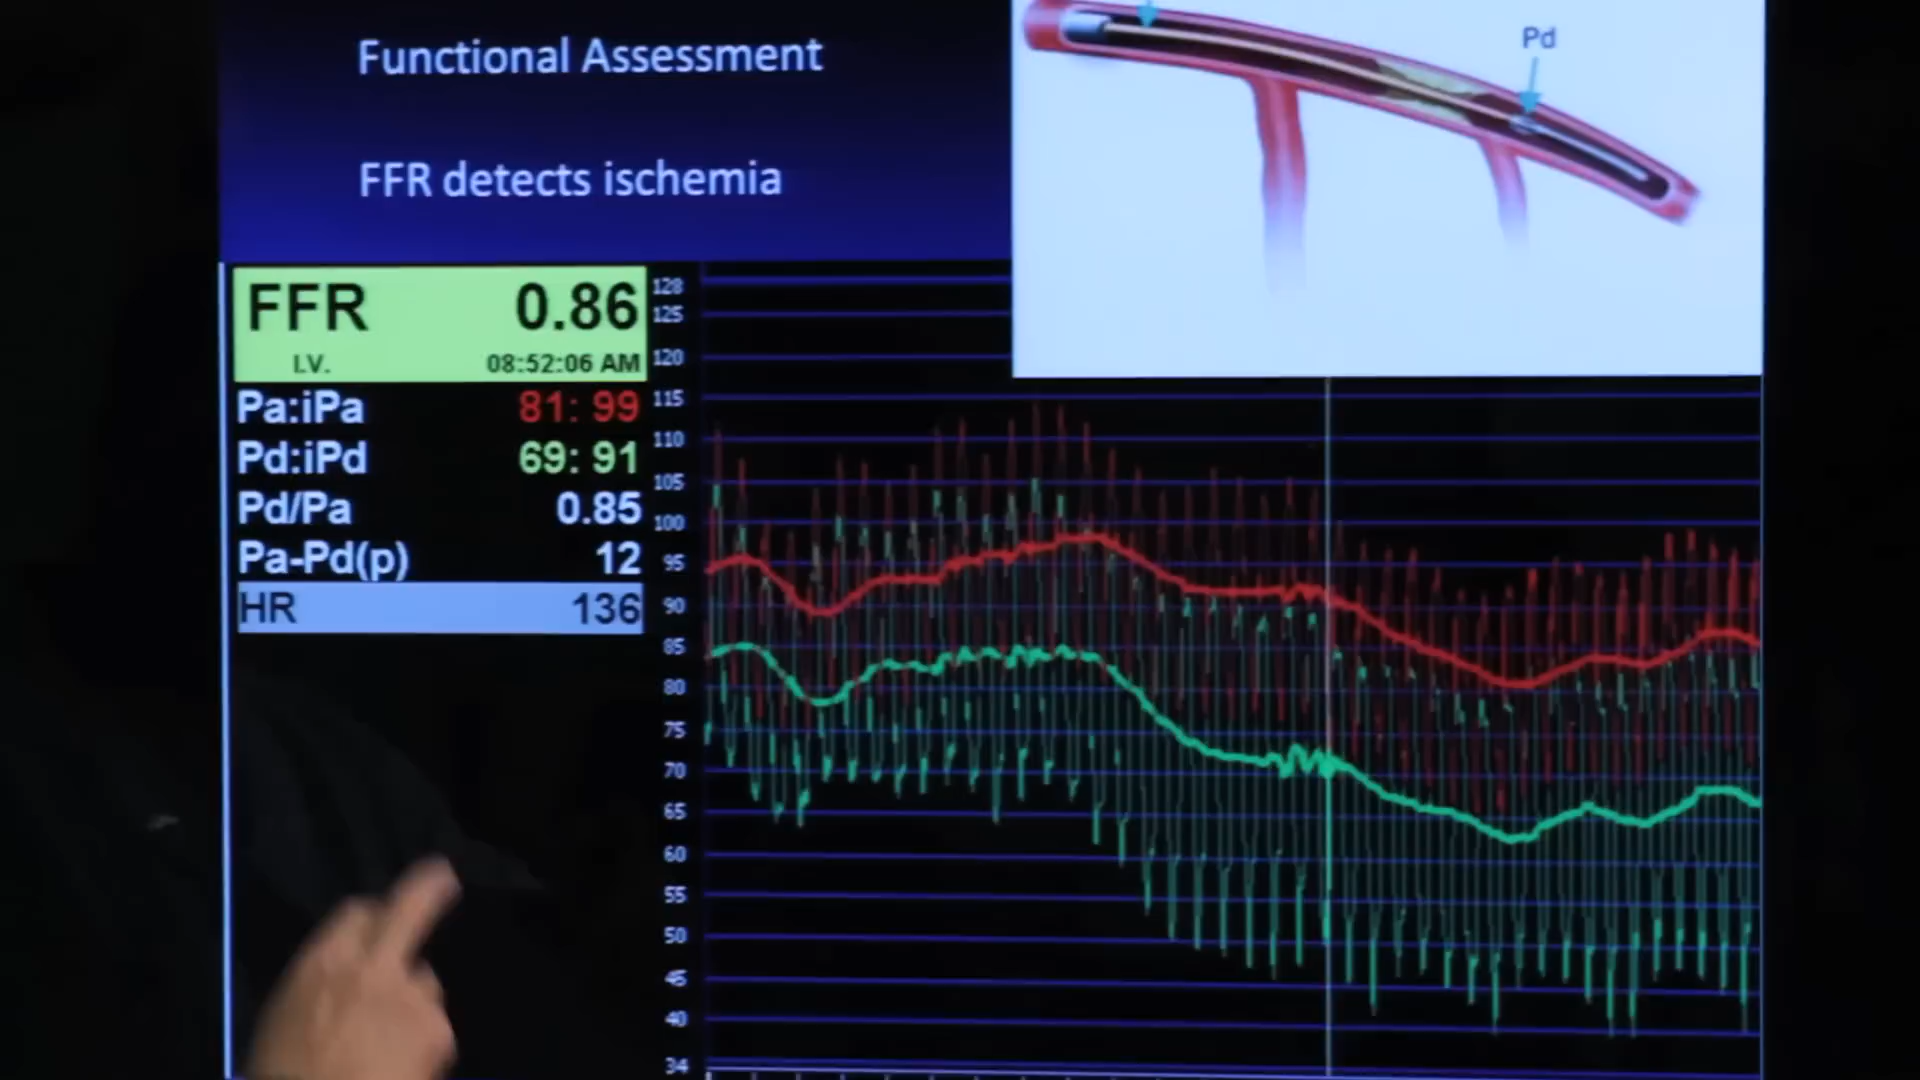 Functional Assessment
Pd
FFR detects ischemia
FFR 0.86
I.V. 08:52:06 AM
Pa:iPa 81: 99
Pd:iPd 69: 91
Pd/Pa 0.85
Pa-Pd(p) 12
HR 136
128
125
120
115
110
105
100
95
90
85
80
75
70
65
60
55
50
45
40
34